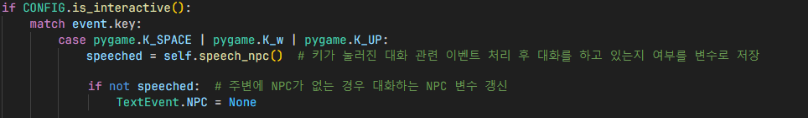 if CONFIG.is_interactive():
match event.key:
case pygame.K_SPACE | pygame.K_w | pygame.K_UP:
speeched = self.speech_npc()  # 키가 눌러진 대화 관련 이벤트 처리 후 대화를 하고 있는지 여부를 변수로 저장
if not speeched:  # 주변에 NPC가 없는 경우 대화하는 NPC 변수 갱신
TextEvent.NPC = None